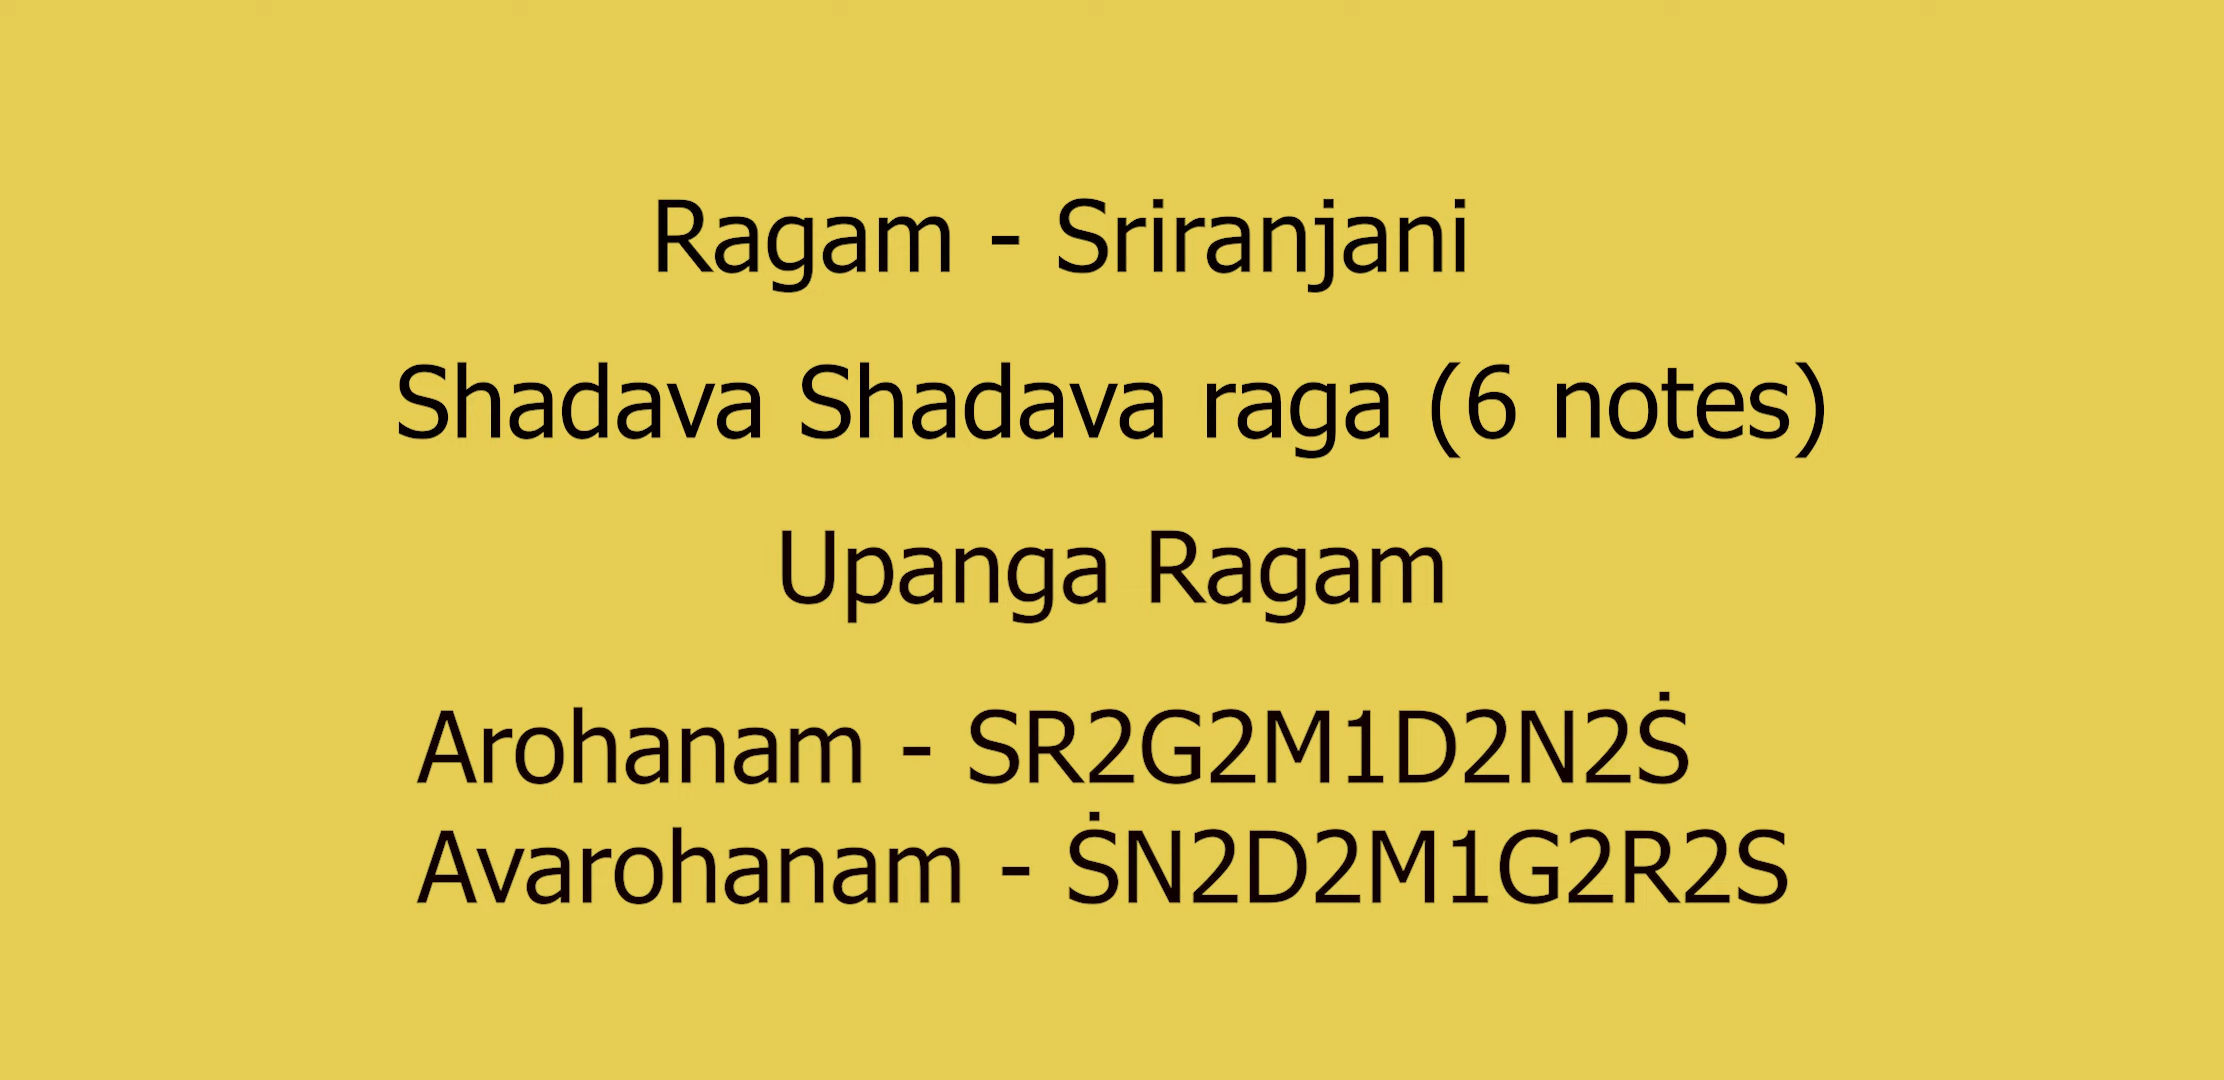 Ragam - Sriranjani
Shadava Shadava raga (6 notes)
Upanga Ragam
Arohanam - SR2G2M1D2N2Ṡ
Avarohanam - ṠN2D2M1G2R2S